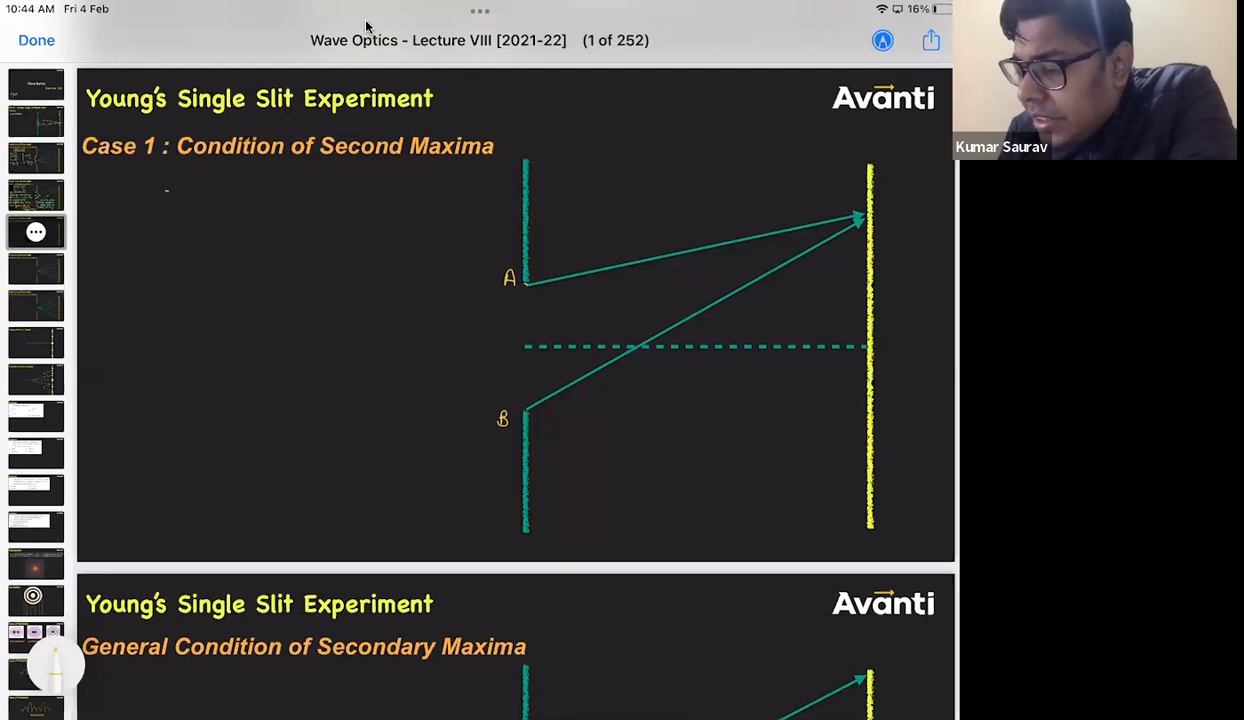 10:44 AM Fri 4 Feb
16%
Done
Wave Optics - Lecture VIII [2021-22] (1 of 252)
Young's Single Slit Experiment
Avanti
Case 1 : Condition of Second Maxima
Kumar Saurav
A
B
Young's Single Slit Experiment
Avanti
General Condition of Secondary Maxima